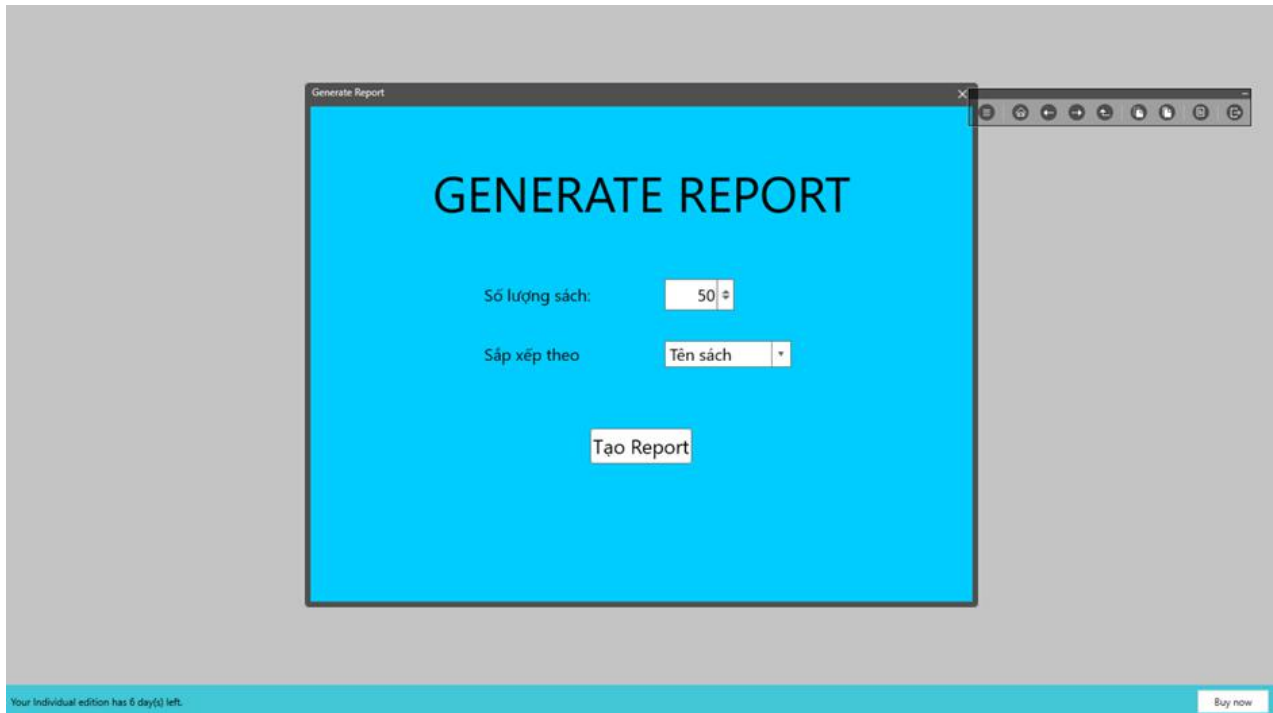 Generate Report
GENERATE REPORT
Số lượng sách: 50
Sắp xếp theo Tên sách
Tạo Report
Your Individual edition has 6 day(s) left. Buy now